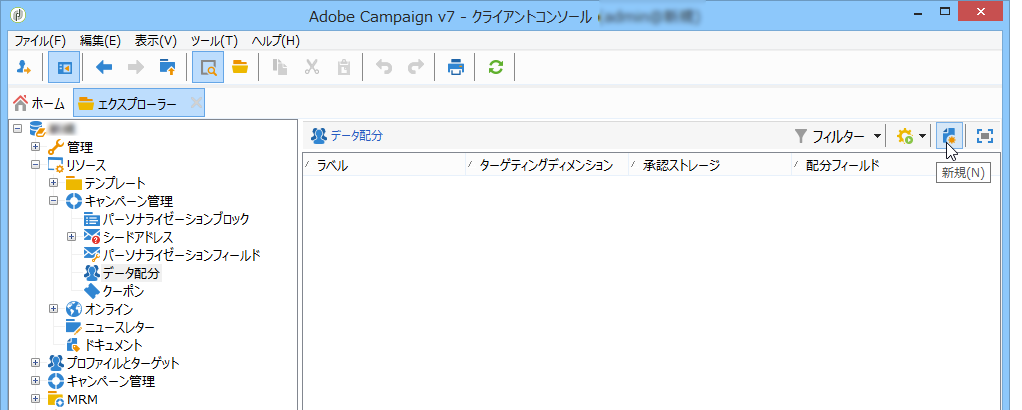 Adobe Campaign v7 - クライアントコンソール
ファイル(F) 編集(E) 表示(V) ツール(T) ヘルプ(H)
ホーム エクスプローラー
管理
リソース
テンプレート
キャンペーン管理
パーソナライゼーションブロック
シードアドレス
パーソナライゼーションフィールド
データ配分
クーポン
オンライン
ニュースレター
ドキュメント
プロファイルとターゲット
キャンペーン管理
MRM
データ配分 フィルター
ラベル ターゲティングディメンション 承認ストレージ 配分フィールド
新規(N)